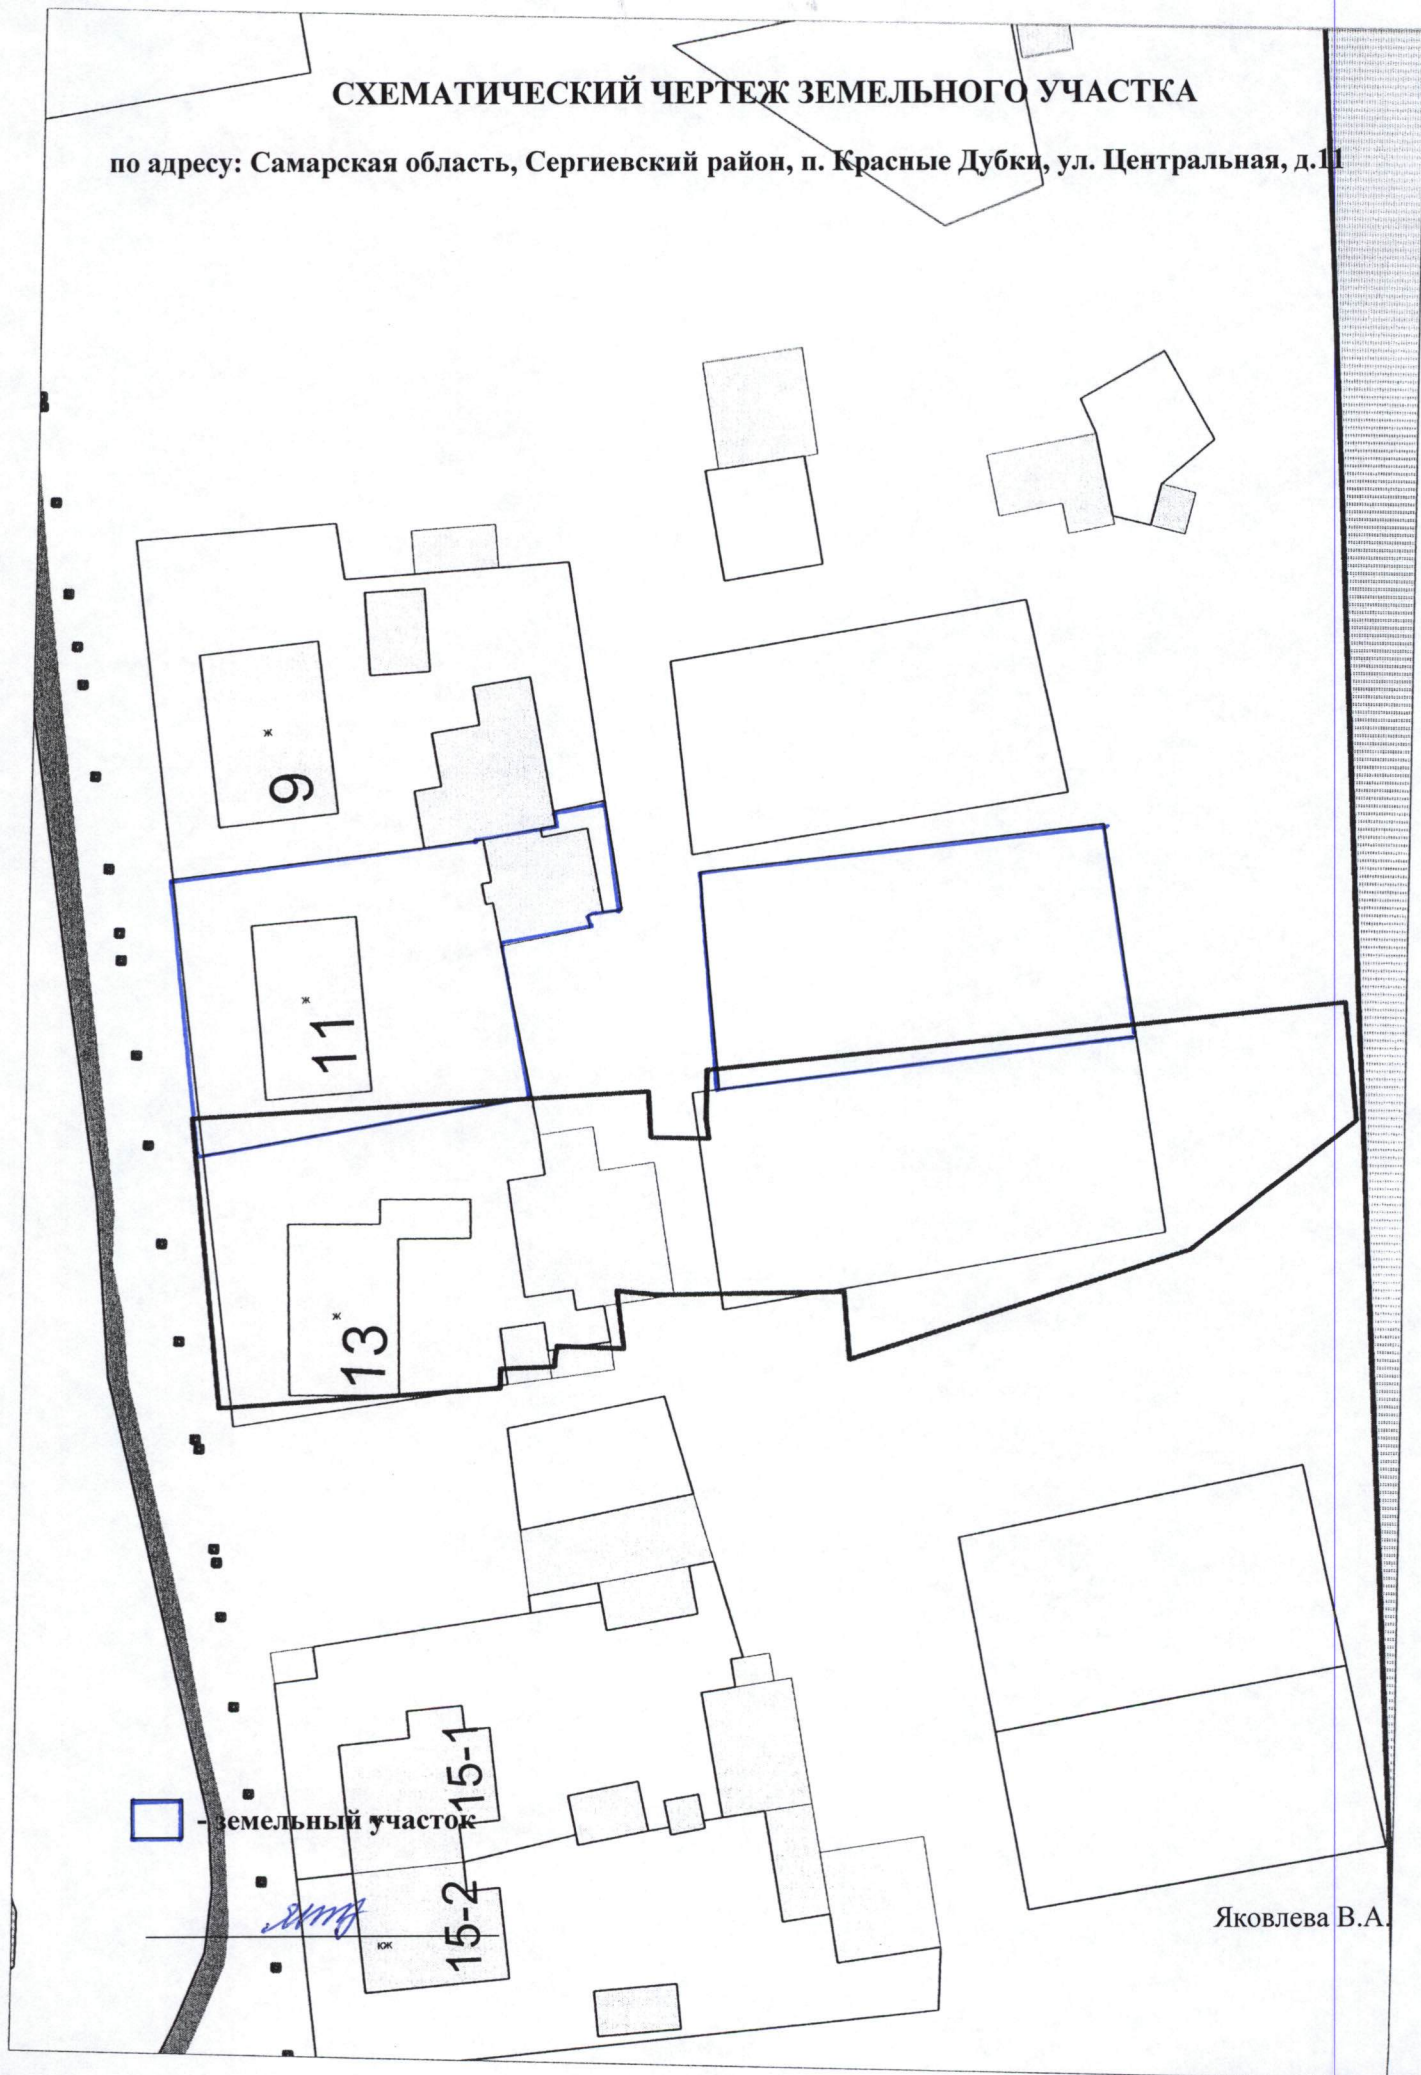 СХЕМАТИЧЕСКИЙ ЧЕРТЕЖ ЗЕМЕЛЬНОГО УЧАСТКА
по адресу: Самарская область, Сергиевский район, п. Красные Дубки, ул. Центральная, д.11
ж
9
ж
11
ж
13
15-1
- земельный участок
15-2
кж
Яковлева В.А.